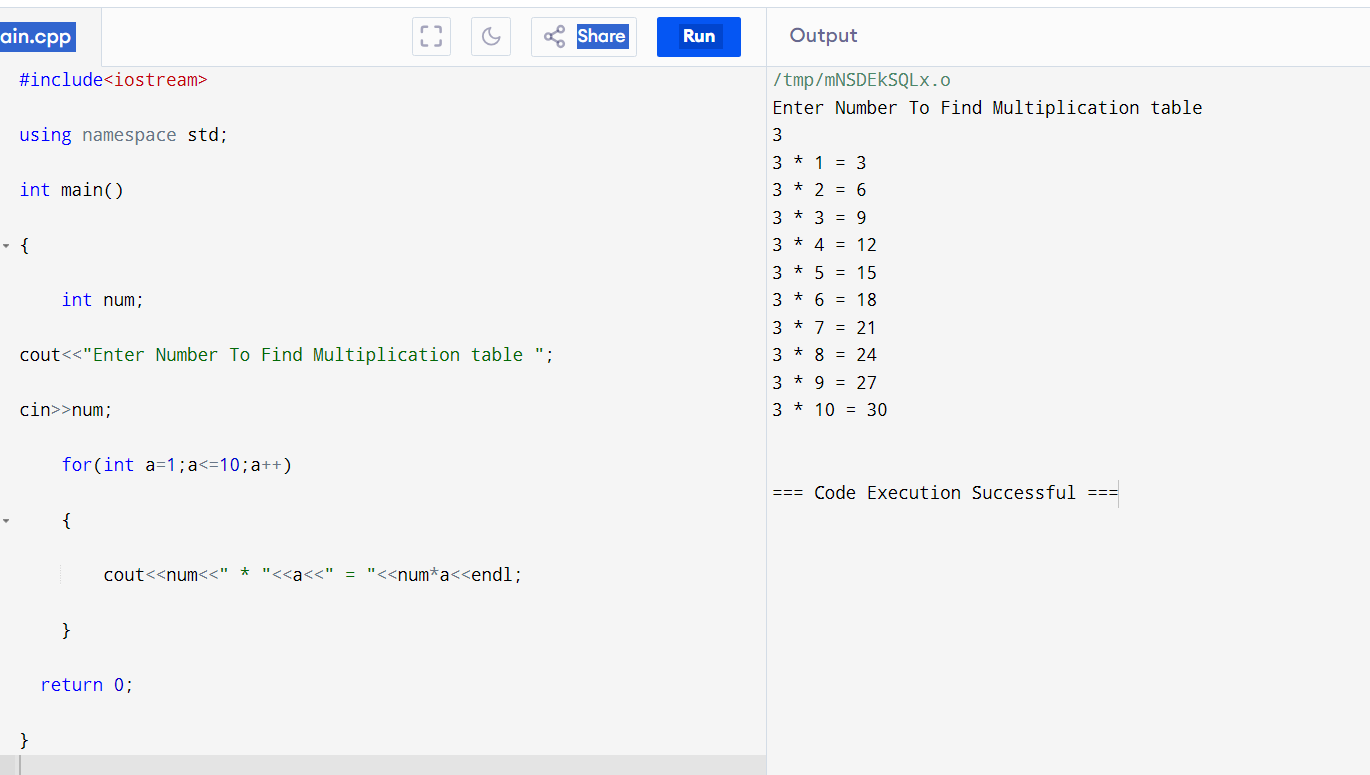 ain.cpp
Share
Run
#include<iostream>
using namespace std;
int main()
{
int num;
cout<<"Enter Number To Find Multiplication table ";
cin>>num;
for(int a=1;a<=10;a++)
{
cout<<num<<" * "<<a<<" = "<<num*a<<endl;
}
return 0;
}
Output
/tmp/mNSDEkSQLx.o
Enter Number To Find Multiplication table
3
3 * 1 = 3
3 * 2 = 6
3 * 3 = 9
3 * 4 = 12
3 * 5 = 15
3 * 6 = 18
3 * 7 = 21
3 * 8 = 24
3 * 9 = 27
3 * 10 = 30
=== Code Execution Successful ===